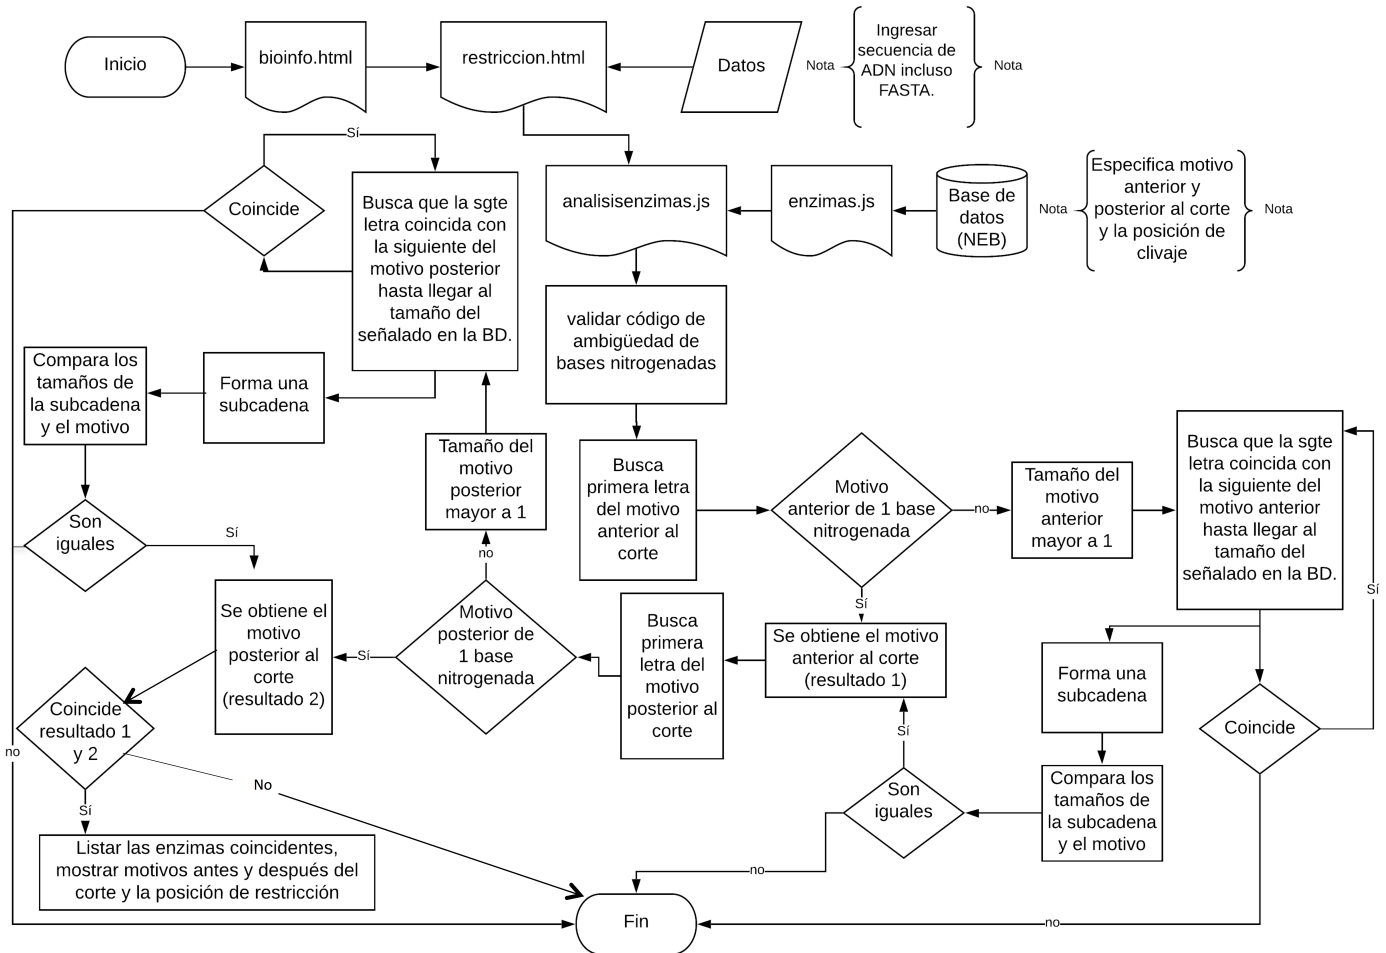 Inicio
bioinfo.html
restriccion.html
Datos
Nota
Ingresar
secuencia de
ADN incluso
FASTA.
Nota
Sí
Coincide
Busca que la sgte
letra coincida con
la siguiente del
motivo posterior
hasta llegar al
tamaño del
señalado en la BD.
analisisenzimas.js
enzimas.js
Base de
datos
(NEB)
Nota
Especifica motivo
anterior y
posterior al corte
y la posición de
clivaje
Nota
validar código de
ambigüedad de
bases nitrogenadas
Compara los
tamaños de
la subcadena
y el motivo
Forma una
subcadena
Tamaño del
motivo
posterior
mayor a 1
Busca
primera letra
del motivo
anterior al
corte
Motivo
anterior de 1 base
nitrogenada
no
Tamaño del
motivo
anterior
mayor a 1
Busca que la sgte
letra coincida con
la siguiente del
motivo anterior
hasta llegar al
tamaño del
señalado en la BD.
Sí
Son
iguales
Sí
no
Sí
Se obtiene el
motivo
posterior al
corte
(resultado 2)
Sí
Motivo
posterior de
1 base
nitrogenada
Busca
primera
letra del
motivo
posterior al
corte
Se obtiene el motivo
anterior al corte
(resultado 1)
Forma una
subcadena
Coincide
Coincide
resultado 1
y 2
no
Sí
No
Sí
Son
iguales
Compara los
tamaños de
la subcadena
y el motivo
Listar las enzimas coincidentes,
mostrar motivos antes y después del
corte y la posición de restricción
no
Fin
no